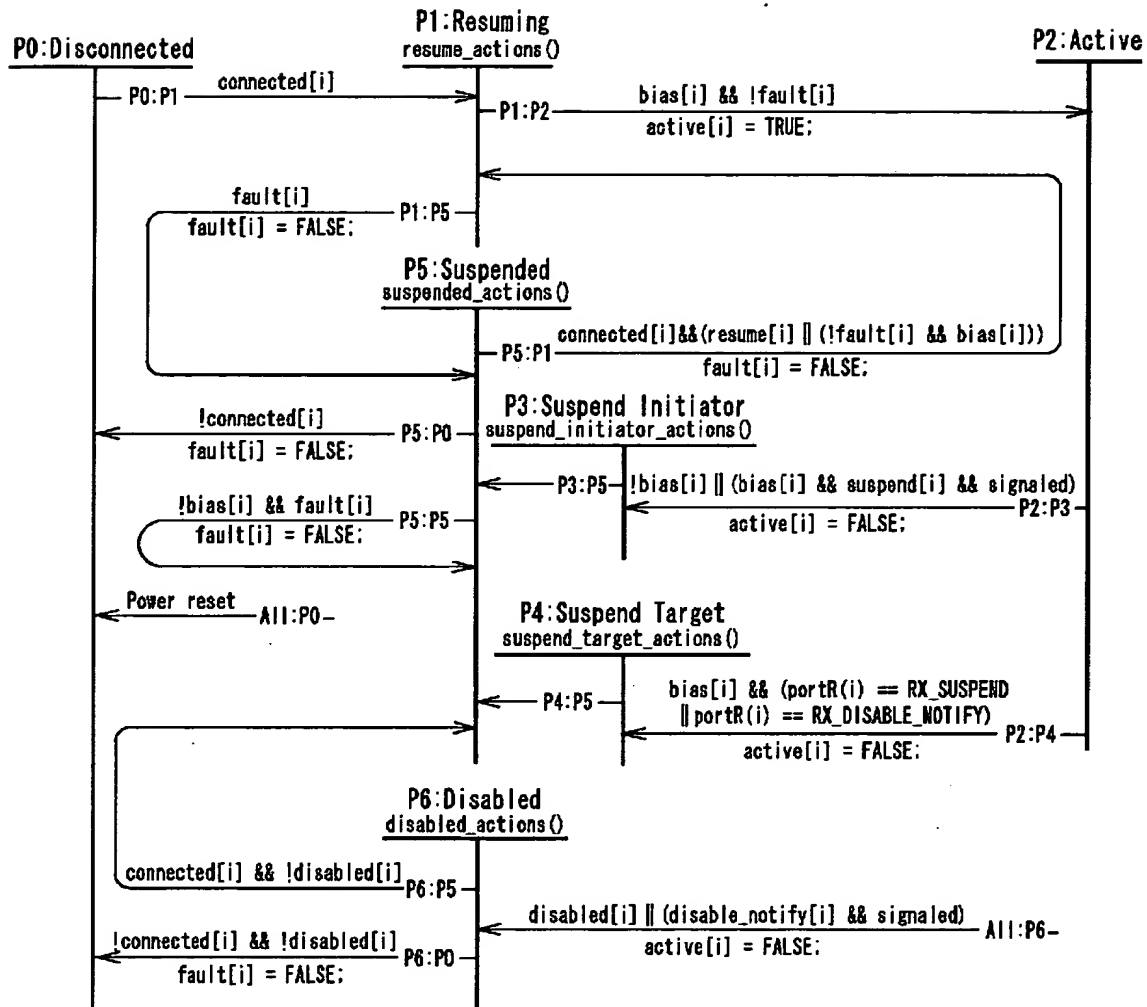 P1:Resuming
resume_actions()
P0:Disconnected
P2:Active
connected[i]
P0:P1
bias[i] && !fault[i]
P1:P2
active[i] = TRUE;
fault[i]
P1:P5
fault[i] = FALSE;
P5:Suspended
suspended_actions()
connected[i]&&(resume[i] || (!fault[i] && bias[i]))
P5:P1
fault[i] = FALSE;
P3:Suspend Initiator
suspend_initiator_actions()
!connected[i]
P5:P0
fault[i] = FALSE;
P3:P5
!bias[i] || (bias[i] && suspend[i] && signaled)
P2:P3
active[i] = FALSE;
!bias[i] && fault[i]
P5:P5
fault[i] = FALSE;
Power reset
All:P0
P4:Suspend Target
suspend_target_actions()
P4:P5
bias[i] && (portR(i) == RX_SUSPEND
|| portR(i) == RX_DISABLE_NOTIFY)
P2:P4
active[i] = FALSE;
P6:Disabled
disabled_actions()
connected[i] && !disabled[i]
P6:P5
disabled[i] || (disable_notify[i] && signaled)
All:P6
active[i] = FALSE;
!connected[i] && !disabled[i]
P6:P0
fault[i] = FALSE;